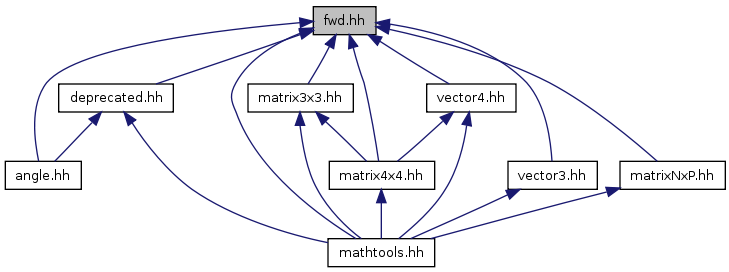 fwd.hh
deprecated.hh
matrix3x3.hh
vector4.hh
angle.hh
matrix4x4.hh
vector3.hh
matrixNxP.hh
mathtools.hh